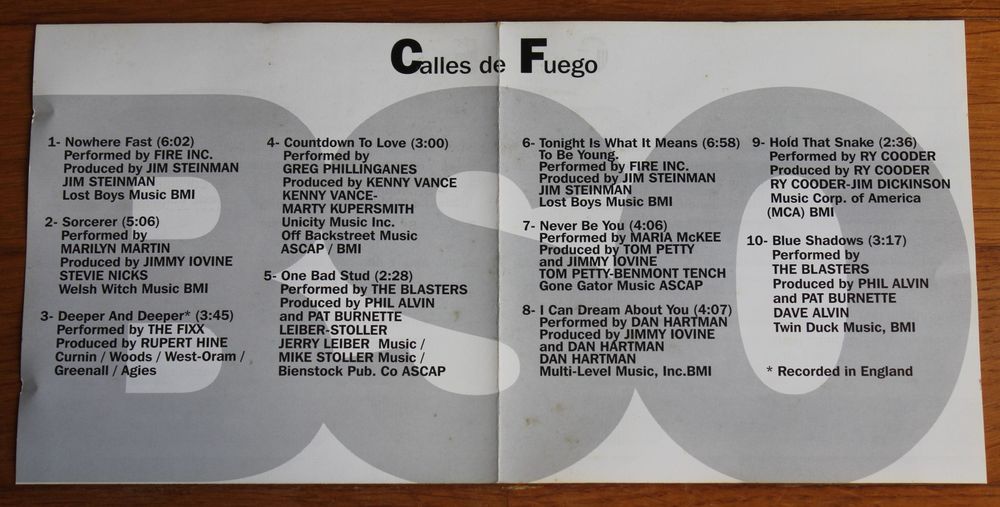 Calles de Fuego
BSO
1- Nowhere Fast (6:02)
Performed by FIRE INC.
Produced by JIM STEINMAN
JIM STEINMAN
Lost Boys Music BMI
2- Sorcerer (5:06)
Performed by
MARILYN MARTIN
Produced by JIMMY IOVINE
STEVIE NICKS
Welsh Witch Music BMI
3- Deeper And Deeper* (3:45)
Performed by THE FIXX
Produced by RUPERT HINE
Curnin / Woods / West-Oram /
Greenall / Agies
4- Countdown To Love (3:00)
Performed by
GREG PHILLINGANES
Produced by KENNY VANCE
KENNY VANCE-
MARTY KUPERSMITH
Unicity Music Inc.
Off Backstreet Music
ASCAP / BMI
5- One Bad Stud (2:28)
Performed by THE BLASTERS
Produced by PHIL ALVIN
and PAT BURNETTE
LEIBER-STOLLER
JERRY LEIBER Music /
MIKE STOLLER Music /
Bienstock Pub. Co ASCAP
6- Tonight Is What It Means (6:58)
To Be Young.
Performed by FIRE INC.
Produced by JIM STEINMAN
JIM STEINMAN
Lost Boys Music BMI
7- Never Be You (4:06)
Performed by MARIA McKEE
Produced by TOM PETTY
and JIMMY IOVINE
TOM PETTY-BENMONT TENCH
Gone Gator Music ASCAP
8- I Can Dream About You (4:07)
Performed by DAN HARTMAN
Produced by JIMMY IOVINE
and DAN HARTMAN
DAN HARTMAN
Multi-Level Music, Inc.BMI
9- Hold That Snake (2:36)
Performed by RY COODER
Produced by RY COODER
RY COODER-JIM DICKINSON
Music Corp. of America
(MCA) BMI
10- Blue Shadows (3:17)
Performed by
THE BLASTERS
Produced by PHIL ALVIN
and PAT BURNETTE
DAVE ALVIN
Twin Duck Music, BMI
* Recorded in England